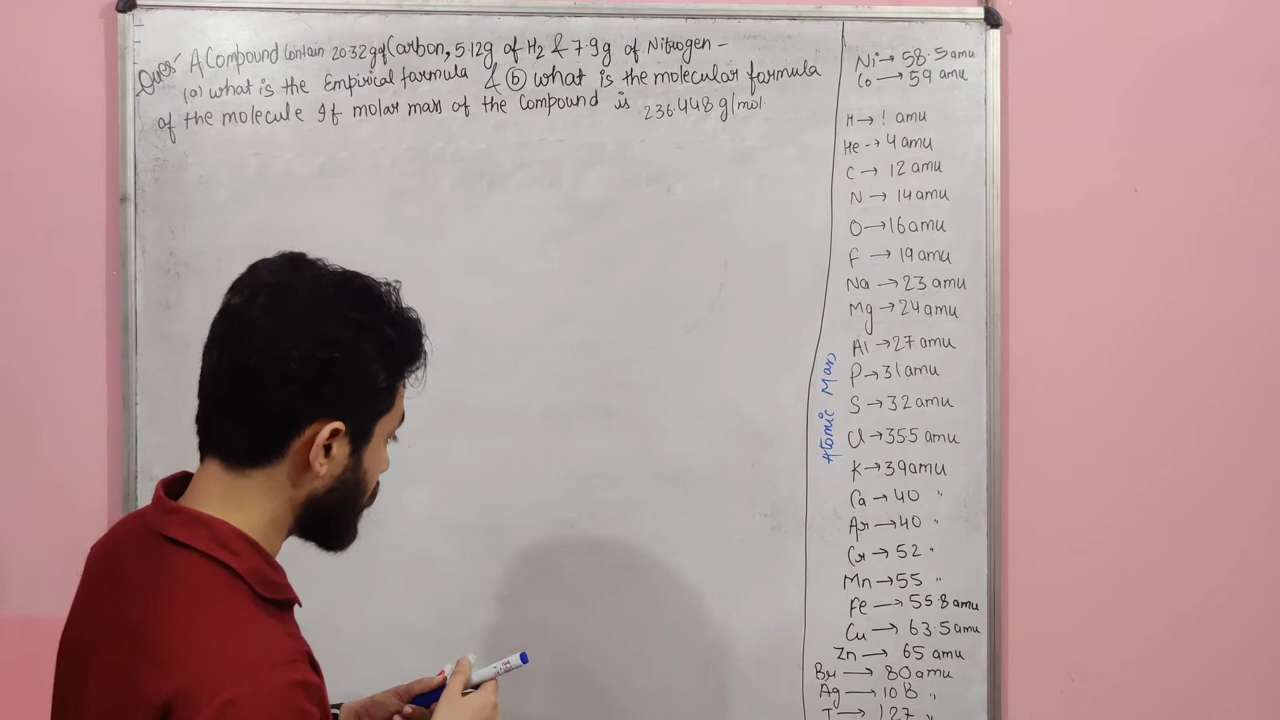 Ques A Compound Contain 20.32g of Carbon, 5.12g of H2 & 7.9g of Nitrogen -
(a) what is the Empirical formula & (b) what is the molecular formula
of the molecule If molar mass of the Compound is 236.448 g/mol.
Ni → 58.5 amu
Co → 59 amu
H → 1 amu
He → 4 amu
C → 12 amu
N → 14 amu
O → 16 amu
F → 19 amu
Na → 23 amu
Mg → 24 amu
Al → 27 amu
P → 31 amu
S → 32 amu
Cl → 35.5 amu
K → 39 amu
Ca → 40 "
Ar → 40 "
Cr → 52 "
Mn → 55 "
Fe → 55.8 amu
Cu → 63.5 amu
Zn → 65 amu
Br → 80 amu
Ag → 108 "
I → 127 "
Atomic Mass